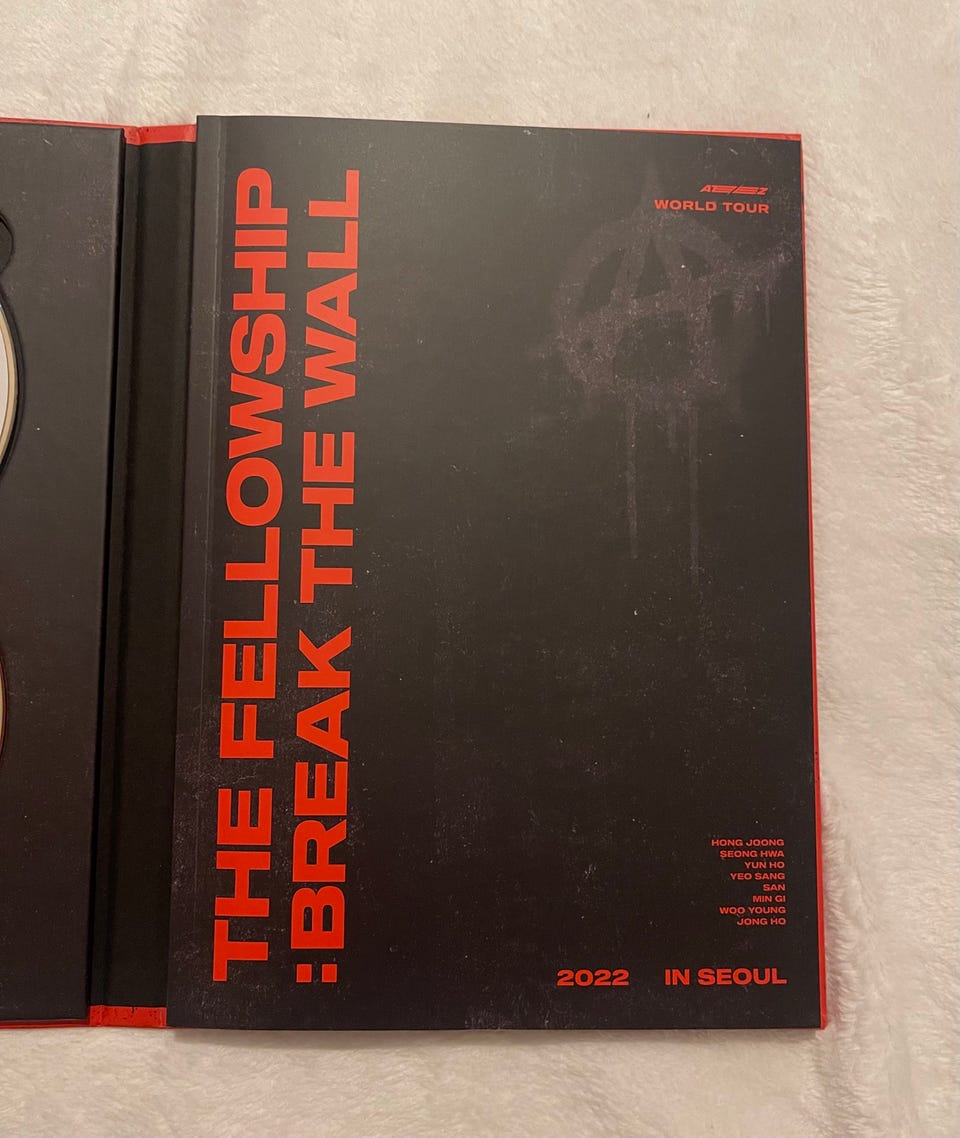 ATEEZ
WORLD TOUR
THE FELLOWSHIP
:BREAK THE WALL
HONG JOONG
SEONG HWA
YUN HO
YEO SANG
SAN
MIN GI
WOO YOUNG
JONG HO
2022 IN SEOUL